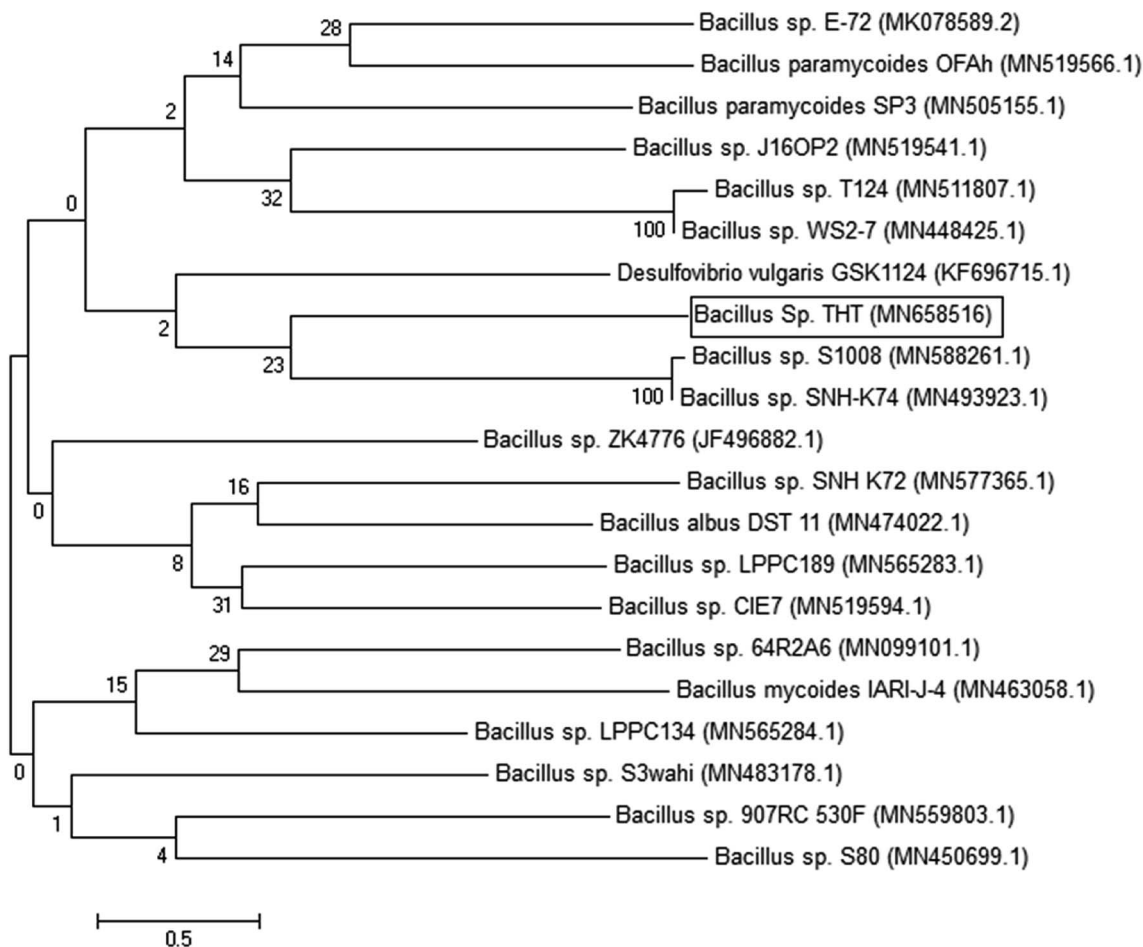 28
Bacillus sp. E-72 (MK078589.2)
14
Bacillus paramycoides OFAh (MN519566.1)
2
Bacillus paramycoides SP3 (MN505155.1)
Bacillus sp. J16OP2 (MN519541.1)
32
Bacillus sp. T124 (MN511807.1)
0
100
Bacillus sp. WS2-7 (MN448425.1)
Desulfovibrio vulgaris GSK1124 (KF696715.1)
2
Bacillus Sp. THT (MN658516)
23
Bacillus sp. S1008 (MN588261.1)
100
Bacillus sp. SNH-K74 (MN493923.1)
Bacillus sp. ZK4776 (JF496882.1)
0
16
Bacillus sp. SNH K72 (MN577365.1)
Bacillus albus DST 11 (MN474022.1)
8
Bacillus sp. LPPC189 (MN565283.1)
31
Bacillus sp. CIE7 (MN519594.1)
29
Bacillus sp. 64R2A6 (MN099101.1)
15
Bacillus mycoides IARI-J-4 (MN463058.1)
Bacillus sp. LPPC134 (MN565284.1)
0
Bacillus sp. S3wahi (MN483178.1)
1
Bacillus sp. 907RC 530F (MN559803.1)
4
Bacillus sp. S80 (MN450699.1)
0.5